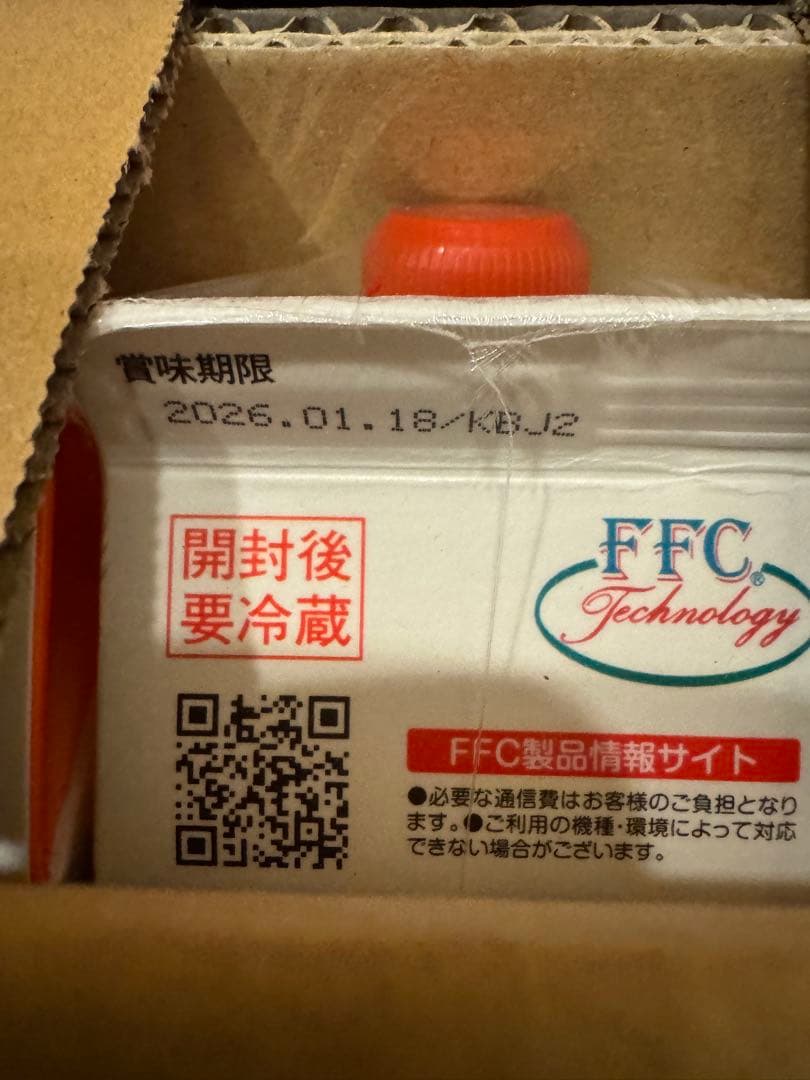 賞味期限
2026.01.18/KBJ2
開封後
要冷蔵
FFC®
Technology
FFC製品情報サイト
●必要な通信費はお客様のご負担となり
ます。●ご利用の機種・環境によって対応
できない場合がございます。